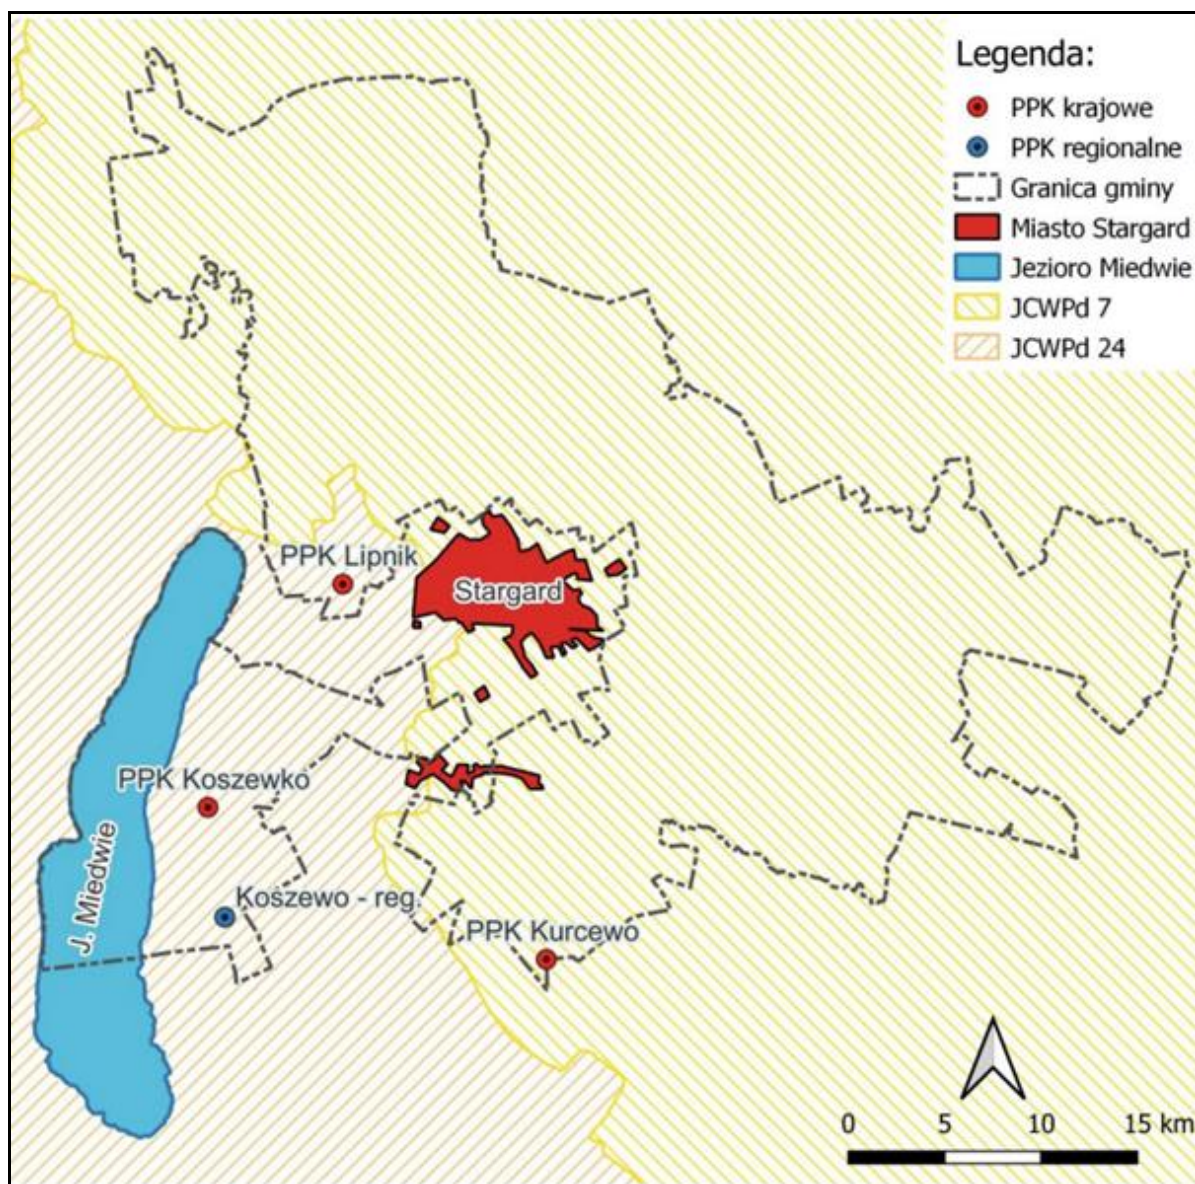 Legenda:
PPK krajowe
PPK regionalne
Granica gminy
Miasto Stargard
Jezioro Miedwie
JCWPd 7
JCWPd 24
PPK Lipnik
Stargard
PPK Koszewko
J. Miedwie
Koszewo - reg.
PPK Kurcewo
0 5 10 15 km